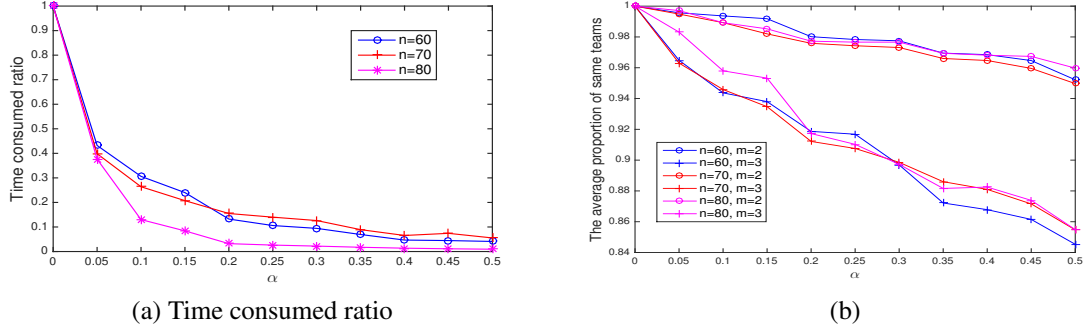 1
0.9
0.8
0.7
0.6
0.5
0.4
0.3
0.2
0.1
0
Time consumed ratio
n=60
n=70
n=80
0 0.05 0.1 0.15 0.2 0.25 0.3 0.35 0.4 0.45 0.5
α
(a) Time consumed ratio
1
0.98
0.96
0.94
0.92
0.9
0.88
0.86
0.84
The average proportion of same teams
n=60, m=2
n=60, m=3
n=70, m=2
n=70, m=3
n=80, m=2
n=80, m=3
0 0.05 0.1 0.15 0.2 0.25 0.3 0.35 0.4 0.45 0.5
α
(b)